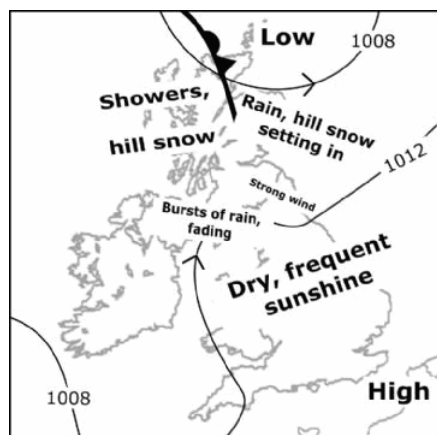 Low
1008
Showers,
hill snow
Rain, hill snow
setting in
1012
Strong wind
Bursts of rain,
fading
Dry, frequent
sunshine
1008
High